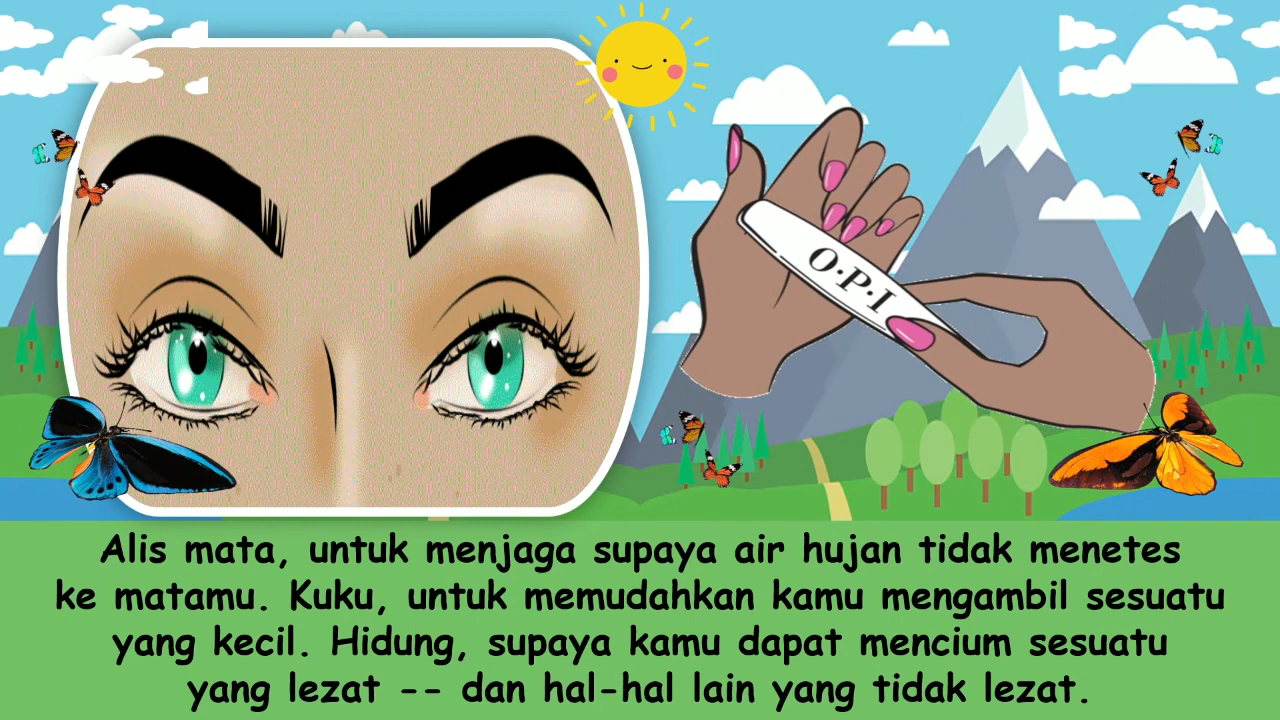 O·P·I
Alis mata, untuk menjaga supaya air hujan tidak menetes
ke matamu. Kuku, untuk memudahkan kamu mengambil sesuatu
yang kecil. Hidung, supaya kamu dapat mencium sesuatu
yang lezat -- dan hal-hal lain yang tidak lezat.